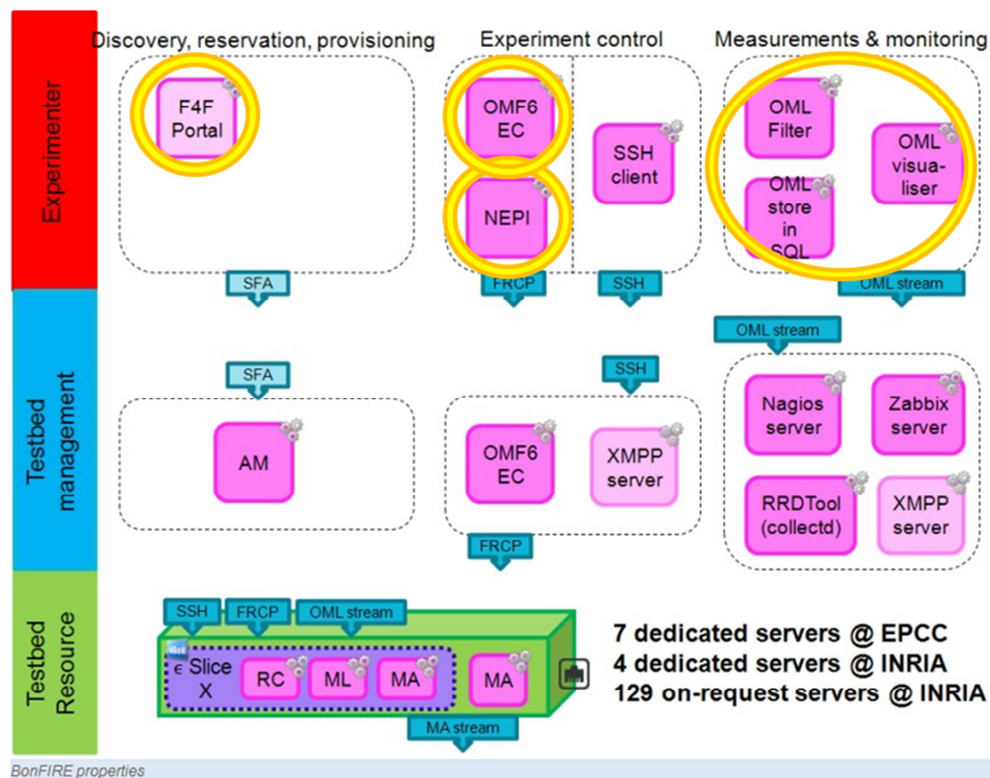 Discovery, reservation, provisioning
Experiment control
Measurements & monitoring
Experimenter
F4F
Portal
OMF6
EC
NEPI
SSH
client
OML
Filter
OML
store
in
SQL
OML
visua-
liser
SFA
FRCP
SSH
OML stream
OML stream
Testbed
management
SFA
SSH
AM
OMF6
EC
XMPP
server
Nagios
server
Zabbix
server
RRDTool
(collectd)
XMPP
server
FRCP
Testbed
Resource
SSH
FRCP
OML stream
ϵ Slice
X
RC
ML
MA
MA
MA stream
7 dedicated servers @ EPCC
4 dedicated servers @ INRIA
129 on-request servers @ INRIA
BonFIRE properties